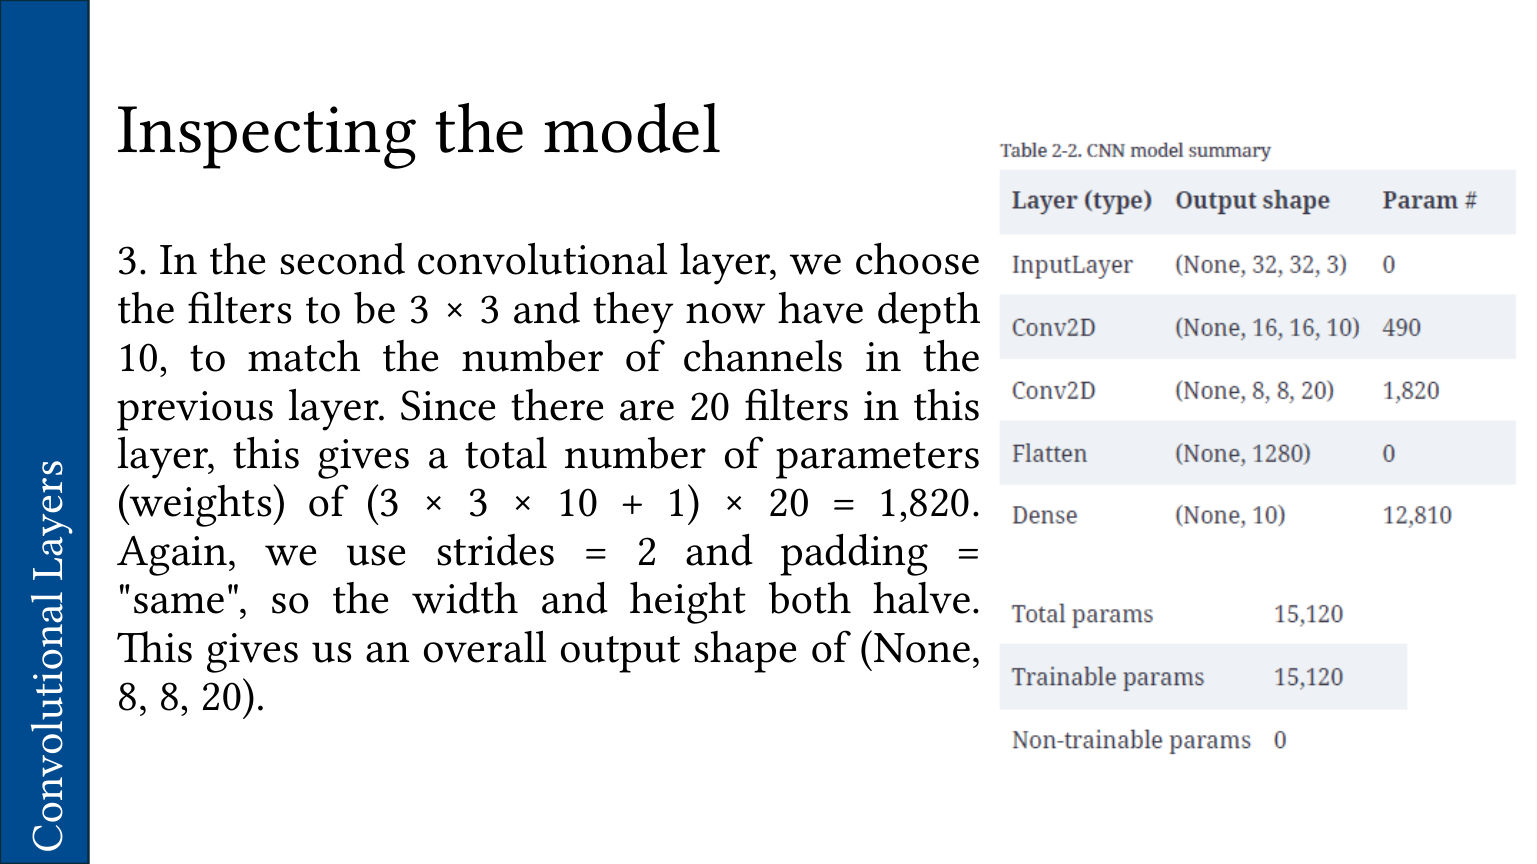 Convolutional Layers
Inspecting the model
3. In the second convolutional layer, we choose
the filters to be 3 × 3 and they now have depth
10, to match the number of channels in the
previous layer. Since there are 20 filters in this
layer, this gives a total number of parameters
(weights) of (3 × 3 × 10 + 1) × 20 = 1,820.
Again, we use strides = 2 and padding =
"same", so the width and height both halve.
This gives us an overall output shape of (None,
8, 8, 20).
Table 2-2. CNN model summary
Layer (type) Output shape Param #
InputLayer (None, 32, 32, 3) 0
Conv2D (None, 16, 16, 10) 490
Conv2D (None, 8, 8, 20) 1,820
Flatten (None, 1280) 0
Dense (None, 10) 12,810
Total params 15,120
Trainable params 15,120
Non-trainable params 0